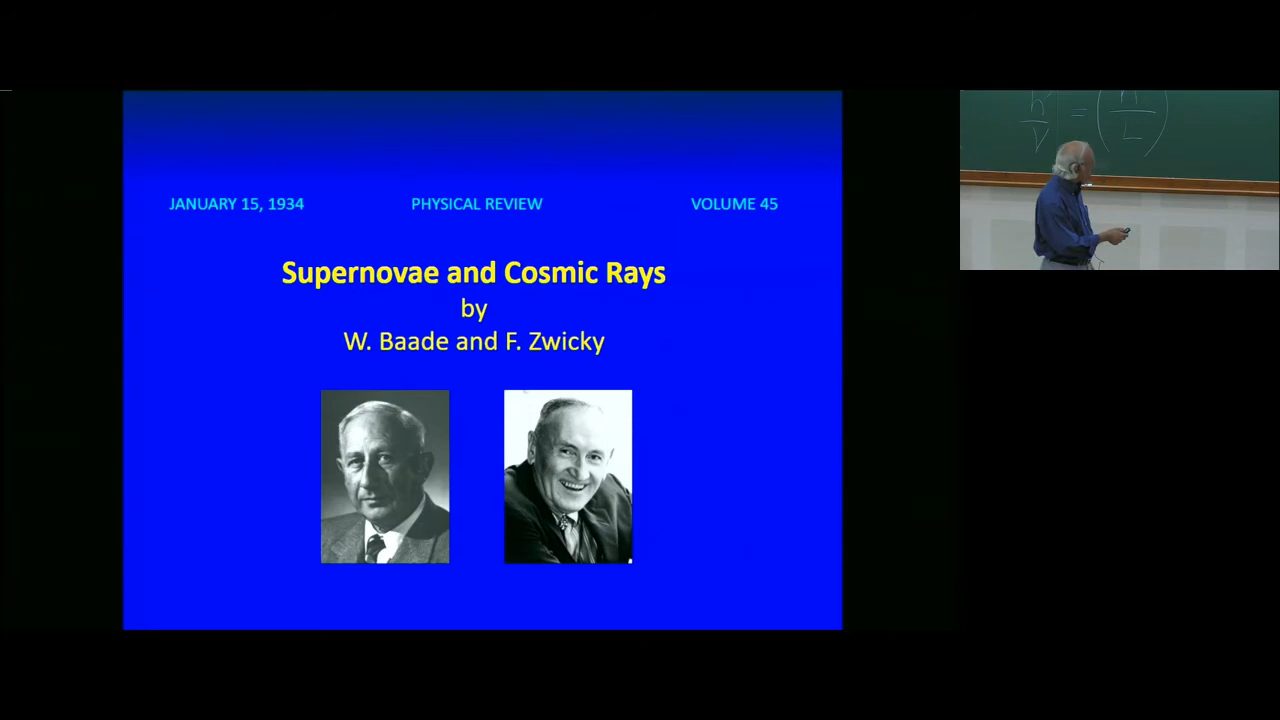 JANUARY 15, 1934 PHYSICAL REVIEW VOLUME 45
Supernovae and Cosmic Rays
by
W. Baade and F. Zwicky